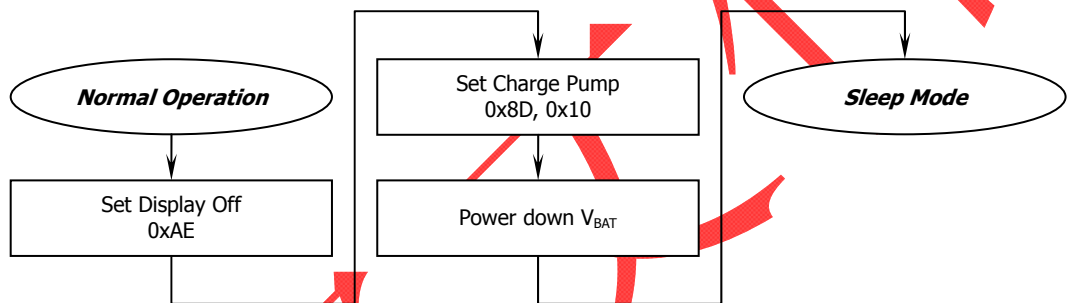 Normal Operation
Set Display Off
0xAE
Set Charge Pump
0x8D, 0x10
Power down VBAT
Sleep Mode